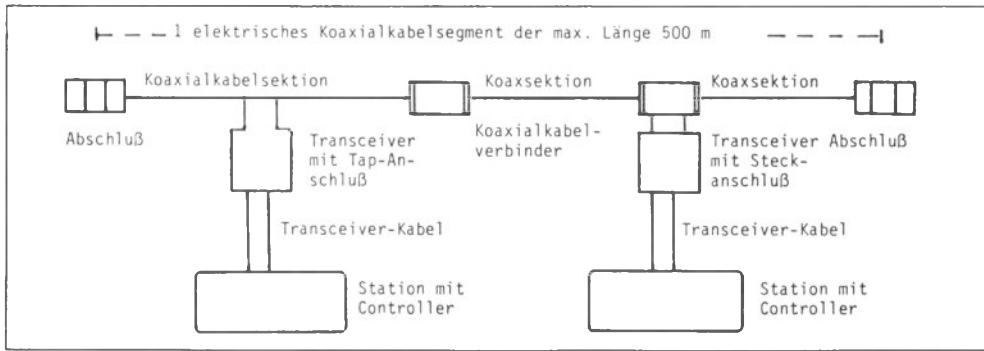 1 elektrisches Koaxialkabelsegment der max. Länge 500 m
Koaxialkabelsektion
Koaxsektion
Koaxsektion
Abschluß
Transceiver
mit Tap-An-
schluß
Koaxialkabel-
verbinder
Transceiver
mit Steck-
anschluß
Abschluß
Transceiver-Kabel
Transceiver-Kabel
Station mit
Controller
Station mit
Controller